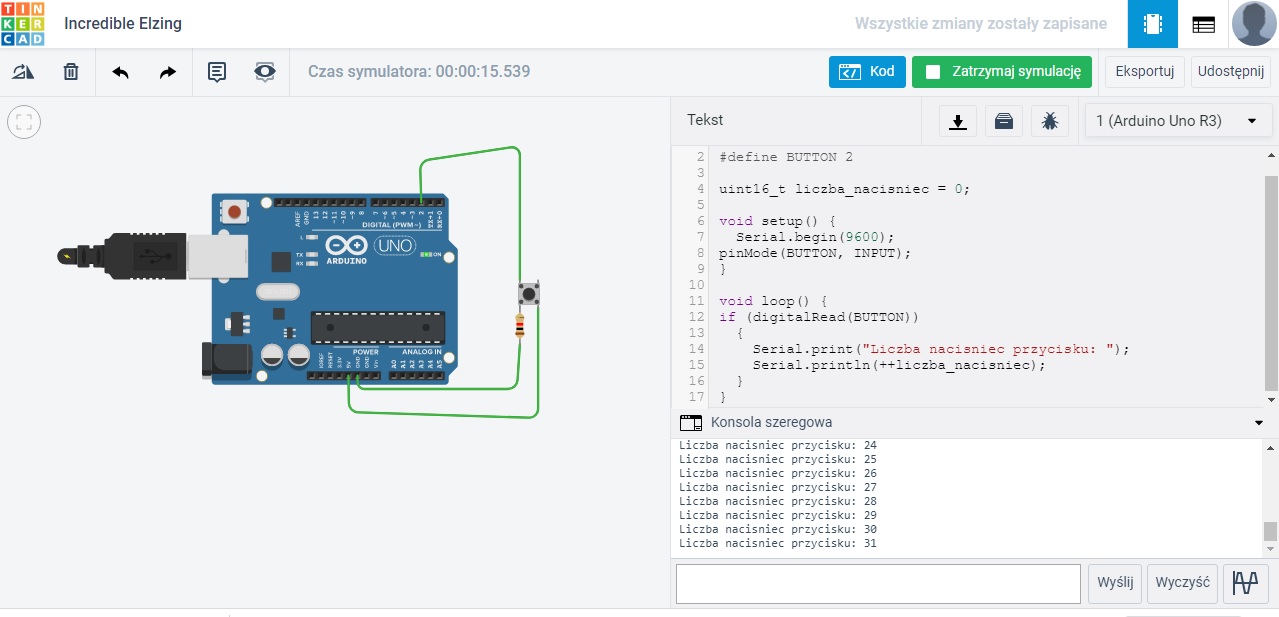 TIN
KER
CAD
Incredible Elzing
Wszystkie zmiany zostały zapisane
Czas symulatora: 00:00:15.539
Kod
Zatrzymaj symulację
Eksportuj
Udostępnij
Tekst
1 (Arduino Uno R3)
2 #define BUTTON 2
3
4 uint16_t liczba_nacisniec = 0;
5
6 void setup() {
7 Serial.begin(9600);
8 pinMode(BUTTON, INPUT);
9 }
10
11 void loop() {
12 if (digitalRead(BUTTON))
13 {
14 Serial.print("Liczba nacisniec przycisku: ");
15 Serial.println(++liczba_nacisniec);
16 }
17 }
AREF
GND
13
12
~11
~10
~9
8
7
~6
~5
4
~3
2
TX→1
RX←0
DIGITAL (PWM~)
L
TX
RX
UNO
ON
ARDUINO
POWER
ANALOG IN
IOREF
RESET
3.3V
5V
GND
GND
Vin
A0
A1
A2
A3
A4
A5
Konsola szeregowa
Liczba nacisniec przycisku: 24
Liczba nacisniec przycisku: 25
Liczba nacisniec przycisku: 26
Liczba nacisniec przycisku: 27
Liczba nacisniec przycisku: 28
Liczba nacisniec przycisku: 29
Liczba nacisniec przycisku: 30
Liczba nacisniec przycisku: 31
Wyślij
Wyczyść